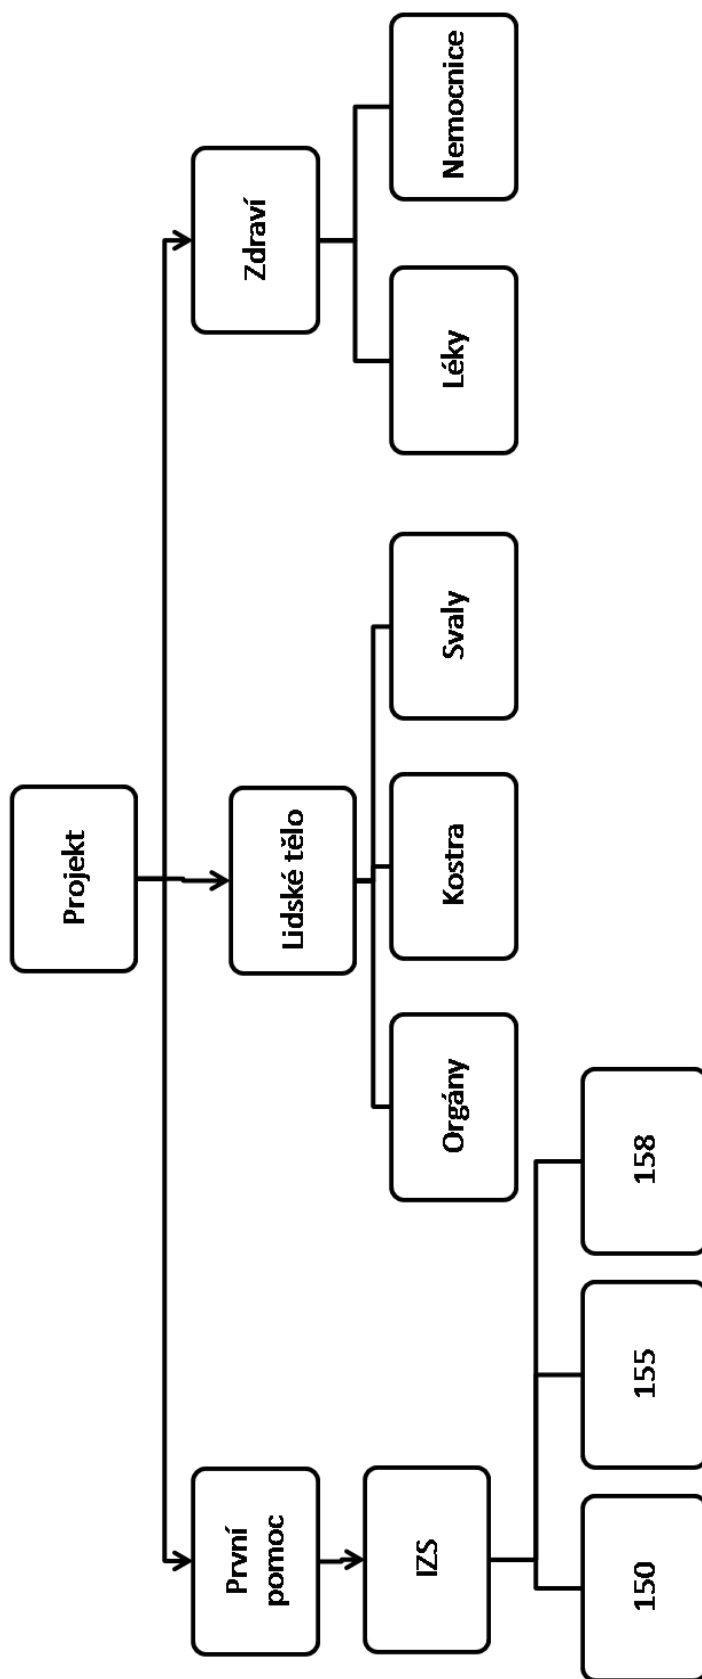 Projekt
První
pomoc
Lidské tělo
Zdraví
IZS
Orgány
Kostra
Svaly
Léky
Nemocnice
150
155
158